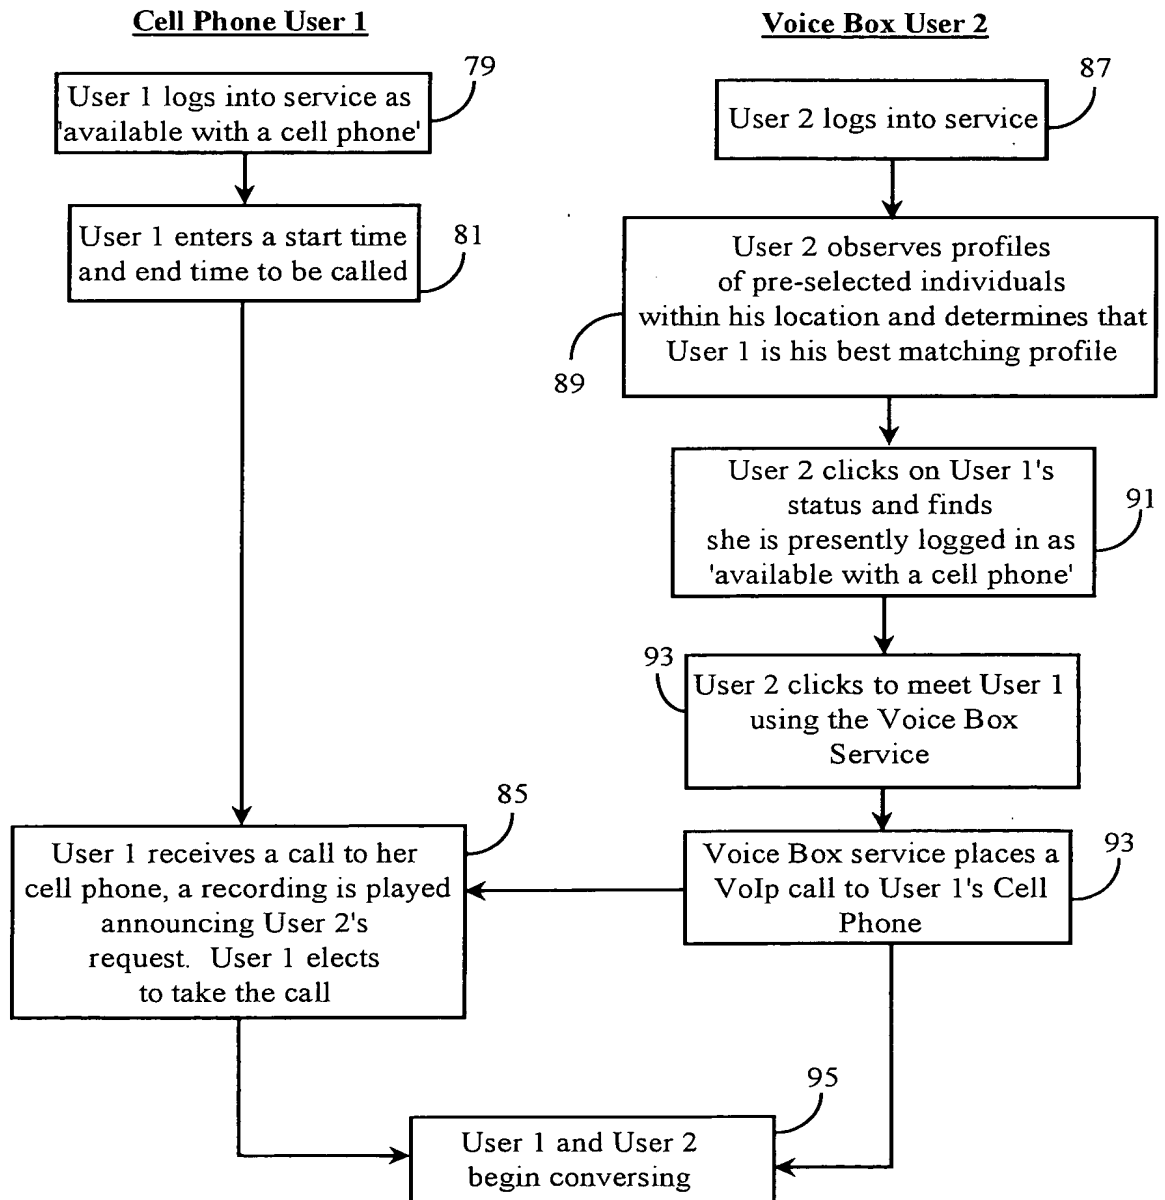 Cell Phone User 1
79
User 1 logs into service as
'available with a cell phone'
User 1 enters a start time
and end time to be called
81
85
User 1 receives a call to her
cell phone, a recording is played
announcing User 2's
request. User 1 elects
to take the call
Voice Box User 2
87
User 2 logs into service
User 2 observes profiles
of pre-selected individuals
within his location and determines that
User 1 is his best matching profile
89
User 2 clicks on User 1's
status and finds
she is presently logged in as
'available with a cell phone'
91
93
User 2 clicks to meet User 1
using the Voice Box
Service
Voice Box service places a
VoIp call to User 1's Cell
Phone
93
95
User 1 and User 2
begin conversing